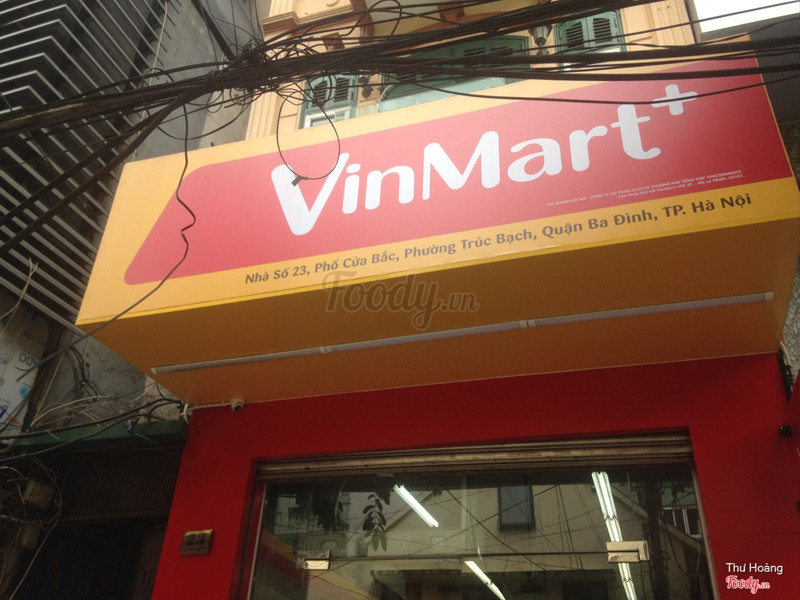 VinMart+
Nhà Số 23, Phố Cửa Bắc, Phường Trúc Bạch, Quận Ba Đình, TP. Hà Nội
Foody.vn
23
Thư Hoàng
Foody.vn